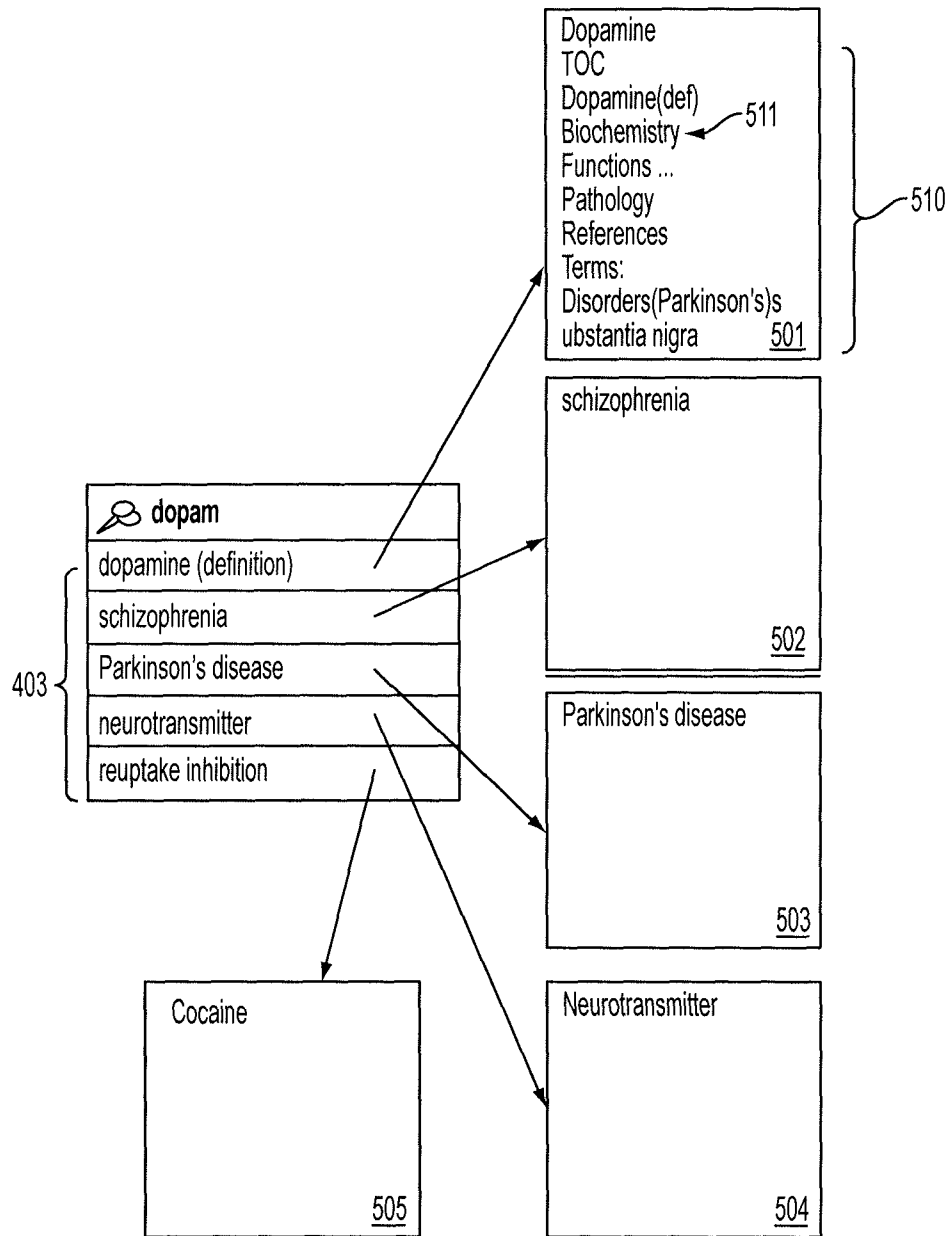 Dopamine
TOC
Dopamine(def)
Biochemistry
511
Functions ...
Pathology
References
Terms:
Disorders(Parkinson's)s
ubstantia nigra
501
510
schizophrenia
502
dopam
dopamine (definition)
schizophrenia
Parkinson's disease
neurotransmitter
reuptake inhibition
403
Parkinson's disease
503
Cocaine
505
Neurotransmitter
504